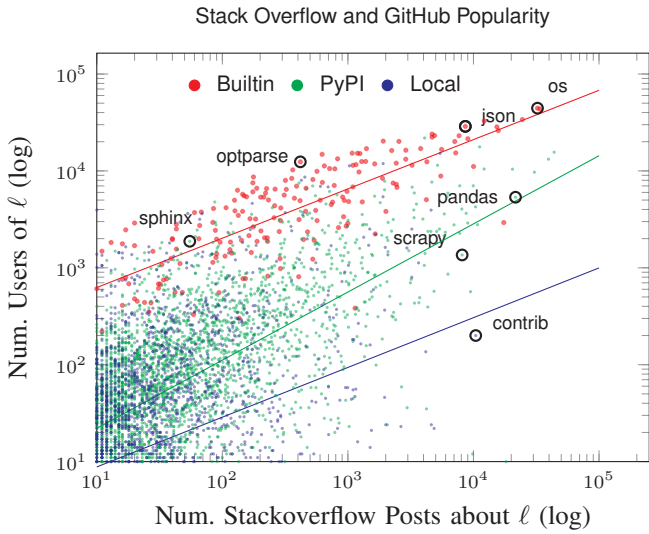 Stack Overflow and GitHub Popularity
10^5
Builtin
PyPI
Local
os
json
optparse
10^4
pandas
sphinx
scrapy
10^3
contrib
10^2
10^1
10^1
10^2
10^3
10^4
10^5
Num. Users of ℓ (log)
Num. Stackoverflow Posts about ℓ (log)